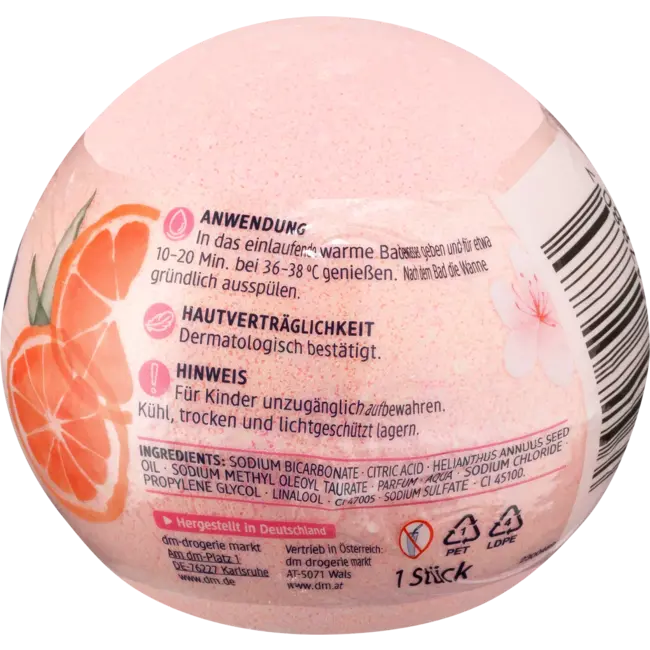 ANWENDUNG
In das einlaufende warme Badewasser geben und für etwa
10–20 Min. bei 36–38 °C genießen. Nach dem Bad die Wanne
gründlich ausspülen.
HAUTVERTRÄGLICHKEIT
Dermatologisch bestätigt.
HINWEIS
Für Kinder unzugänglich aufbewahren.
Kühl, trocken und lichtgeschützt lagern.
INGREDIENTS: SODIUM BICARBONATE · CITRIC ACID · HELIANTHUS ANNUUS SEED
OIL · SODIUM METHYL OLEOYL TAURATE · PARFUM · AQUA · SODIUM CHLORIDE ·
PROPYLENE GLYCOL · LINALOOL · CI 47005 · SODIUM SULFATE · CI 45100.
Hergestellt in Deutschland
dm-drogerie markt
Am dm-Platz 1
DE-76227 Karlsruhe
www.dm.de
Vertrieb in Österreich:
dm drogerie markt
AT-5071 Wals
www.dm.at
1
PET
4
LDPE
1 Stück